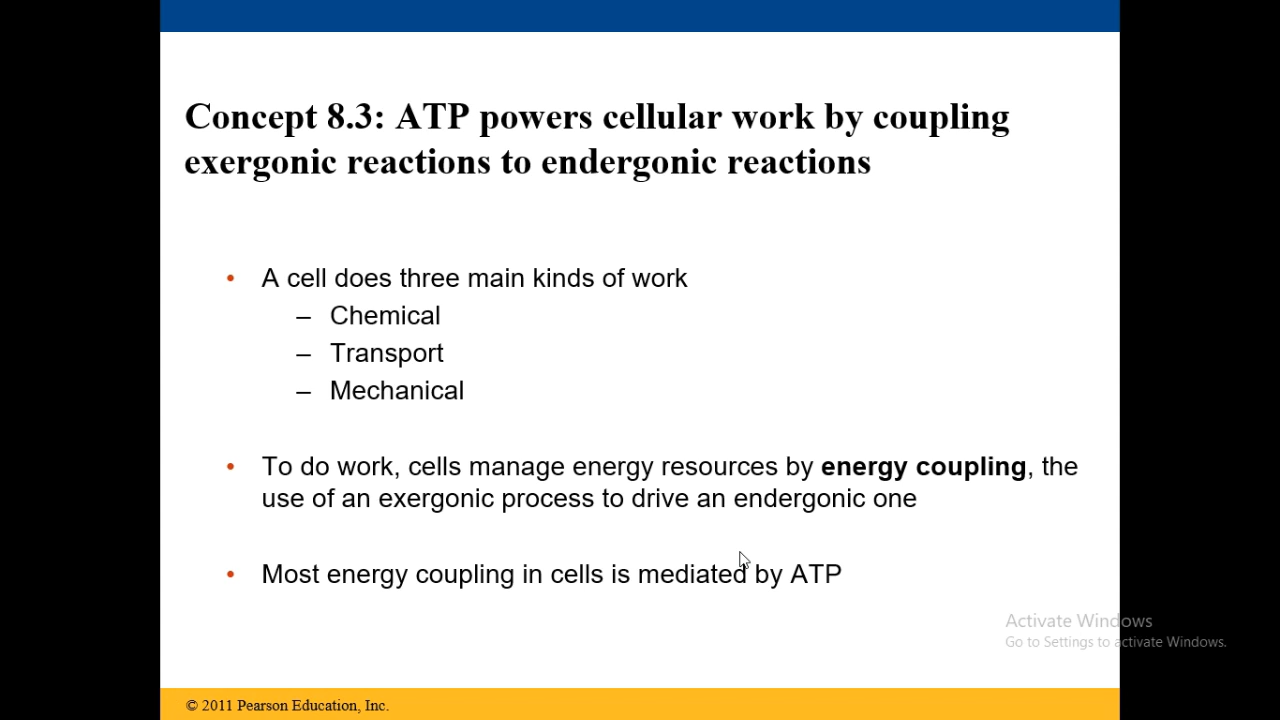 Concept 8.3: ATP powers cellular work by coupling
exergonic reactions to endergonic reactions
• A cell does three main kinds of work
– Chemical
– Transport
– Mechanical
• To do work, cells manage energy resources by energy coupling, the
use of an exergonic process to drive an endergonic one
• Most energy coupling in cells is mediated by ATP
Activate Windows
Go to Settings to activate Windows.
© 2011 Pearson Education, Inc.